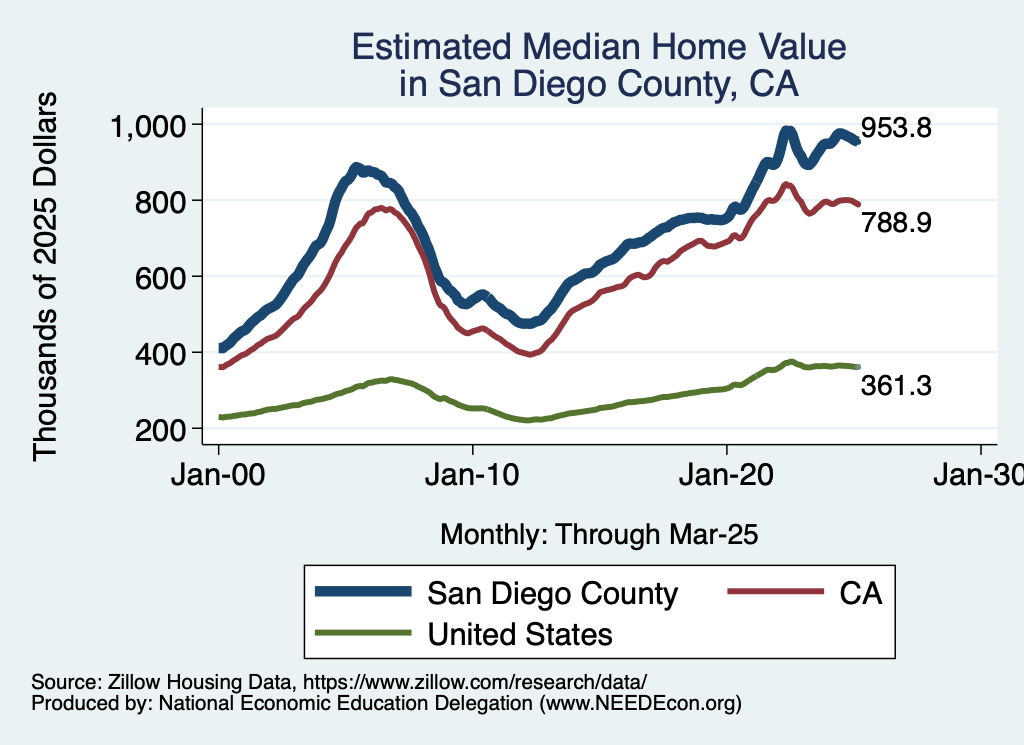 Estimated Median Home Value
in San Diego County, CA
Thousands of 2025 Dollars
1,000
800
600
400
200
953.8
788.9
361.3
Jan-00 Jan-10 Jan-20 Jan-30
Monthly: Through Mar-25
San Diego County CA
United States
Source: Zillow Housing Data, https://www.zillow.com/research/data/
Produced by: National Economic Education Delegation (www.NEEDEcon.org)